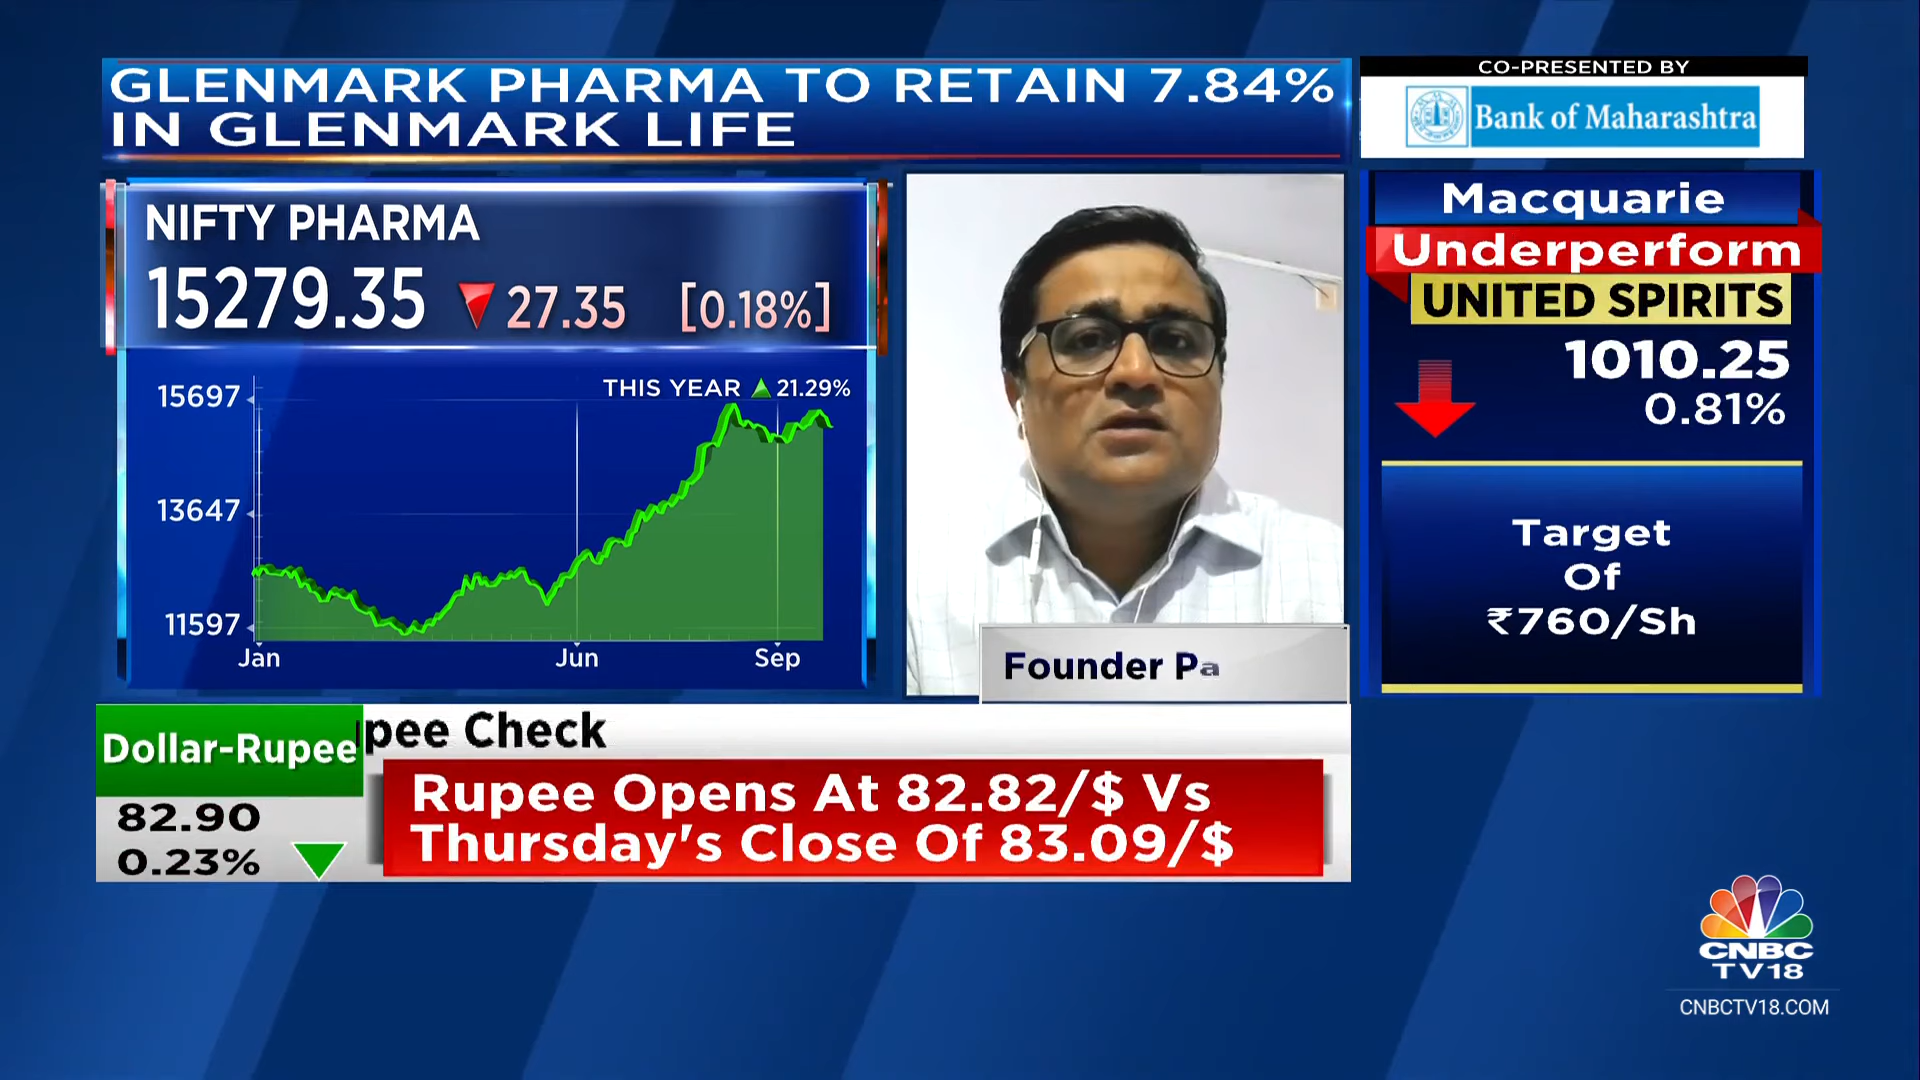 GLENMARK PHARMA TO RETAIN 7.84%
IN GLENMARK LIFE
CO-PRESENTED BY
Bank of Maharashtra
NIFTY PHARMA
15279.35 27.35 [0.18%]
THIS YEAR 21.29%
15697
13647
11597
Jan Jun Sep
Founder Pa
Macquarie
Underperform
UNITED SPIRITS
1010.25
0.81%
Target
Of
₹760/Sh
Dollar-Rupee
82.90
0.23%
pee Check
Rupee Opens At 82.82/$ Vs
Thursday's Close Of 83.09/$
CNBC
TV18
CNBCTV18.COM